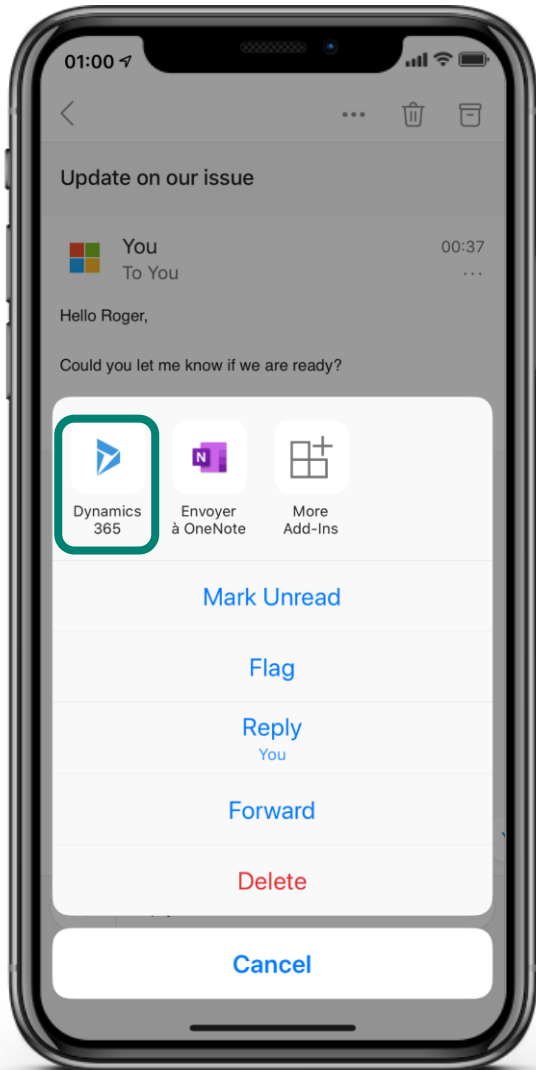 01:00
Update on our issue
You
00:37
To You
Hello Roger,
Could you let me know if we are ready?
N
Dynamics
365
Envoyer
à OneNote
More
Add-Ins
Mark Unread
Flag
Reply
You
Forward
Delete
Cancel